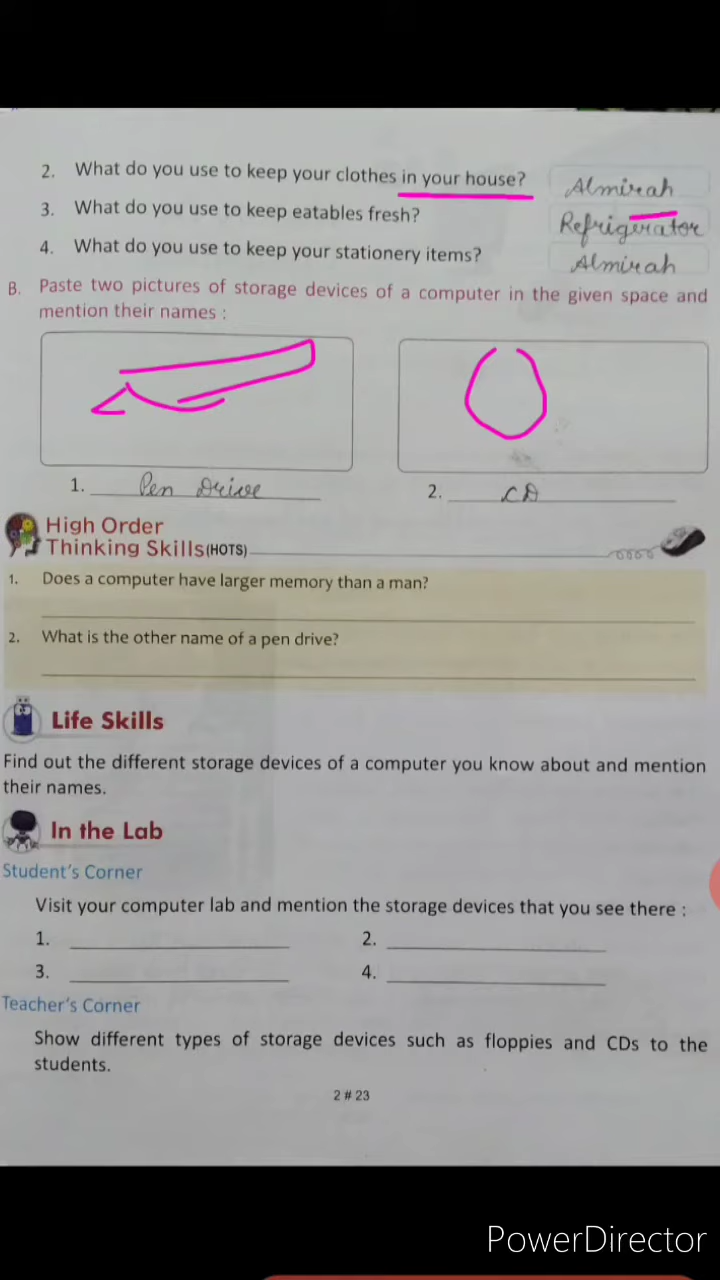 2. What do you use to keep your clothes in your house? Almirah
3. What do you use to keep eatables fresh? Refrigerator
4. What do you use to keep your stationery items? Almirah
B. Paste two pictures of storage devices of a computer in the given space and
mention their names :
1. Pen Drive 2. CD
High Order
Thinking Skills(HOTS)
1. Does a computer have larger memory than a man?
2. What is the other name of a pen drive?
Life Skills
Find out the different storage devices of a computer you know about and mention
their names.
In the Lab
Student's Corner
Visit your computer lab and mention the storage devices that you see there :
1. 2.
3. 4.
Teacher's Corner
Show different types of storage devices such as floppies and CDs to the
students.
2 # 23
PowerDirector